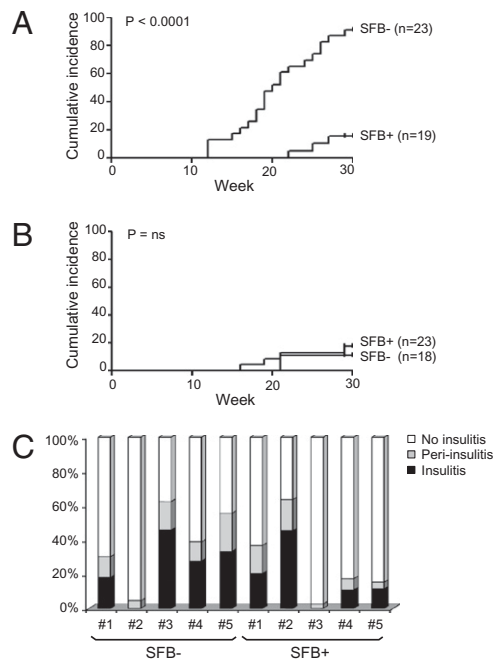 A
P < 0.0001
Cumulative incidence
100
80
60
40
20
0
0 10 20 30
Week
SFB- (n=23)
SFB+ (n=19)
B
P = ns
Cumulative incidence
100
80
60
40
20
0
0 10 20 30
Week
SFB+ (n=23)
SFB- (n=18)
C
100%
80%
60%
40%
20%
0%
#1 #2 #3 #4 #5 #1 #2 #3 #4 #5
SFB- SFB+
No insulitis
Peri-insulitis
Insulitis